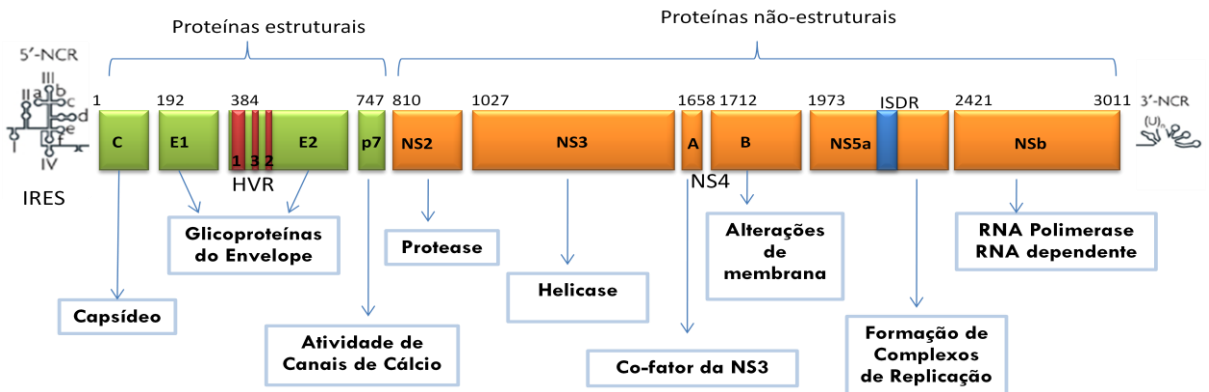 Proteínas estruturais
Proteínas não-estruturais
5′-NCR
III
II a b
c
d
e
f
I
IV
IRES
1 192 384 747 810 1027 1658 1712 1973 ISDR 2421 3011
3′-NCR
(U)n
C E1 1 3 2 E2 p7 NS2 NS3 A B NS5a NSb
HVR
NS4
Capsídeo
Glicoproteínas
do Envelope
Atividade de
Canais de Cálcio
Protease
Helicase
Co-fator da NS3
Alterações
de
membrana
Formação de
Complexos
de Replicação
RNA Polimerase
RNA dependente